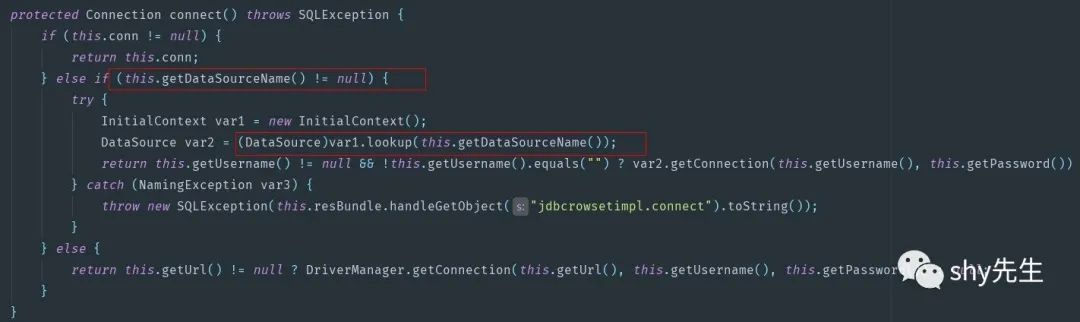 protected Connection connect() throws SQLException {
if (this.conn != null) {
return this.conn;
} else if (this.getDataSourceName() != null) {
try {
InitialContext var1 = new InitialContext();
DataSource var2 = (DataSource)var1.lookup(this.getDataSourceName());
return this.getUsername() != null && !this.getUsername().equals("") ? var2.getConnection(this.getUsername(), this.getPassword())
} catch (NamingException var3) {
throw new SQLException(this.resBundle.handleGetObject( s: "jdbcrowsetimpl.connect").toString());
}
} else {
return this.getUrl() != null ? DriverManager.getConnection(this.getUrl(), this.getUsername(), this.getPassword
}
}
shy先生